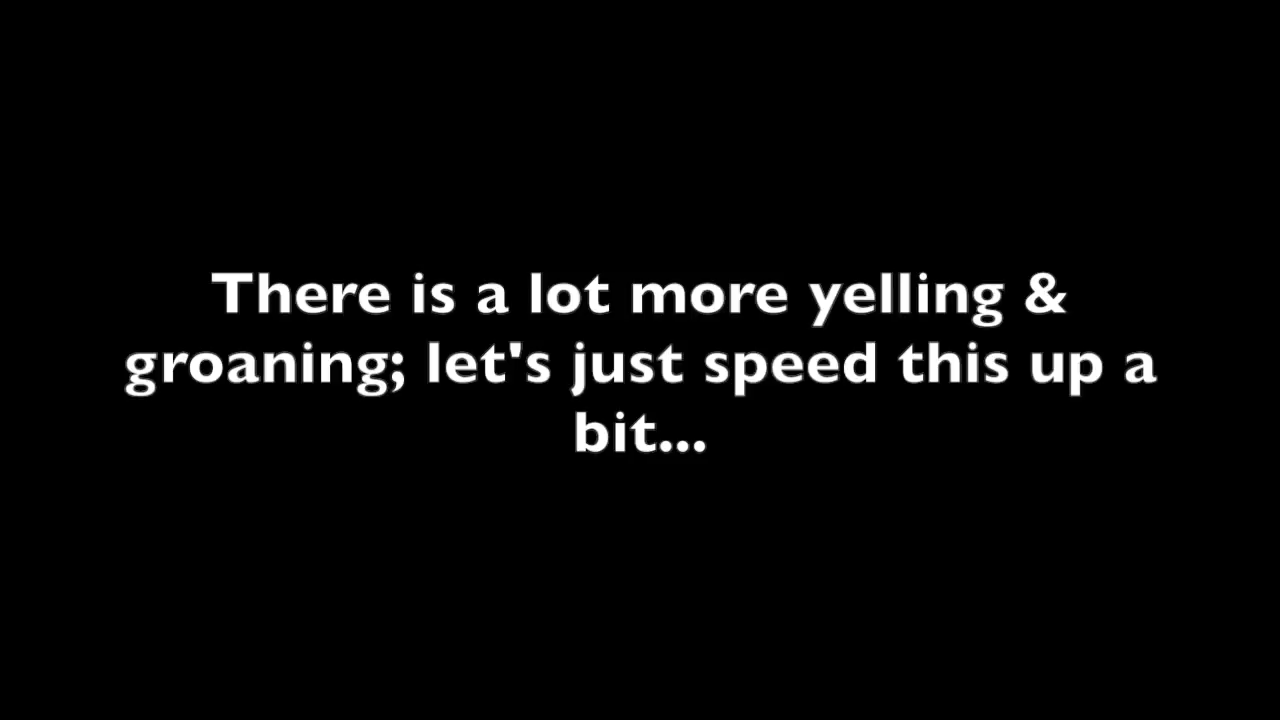 There is a lot more yelling &
groaning; let's just speed this up a
bit...